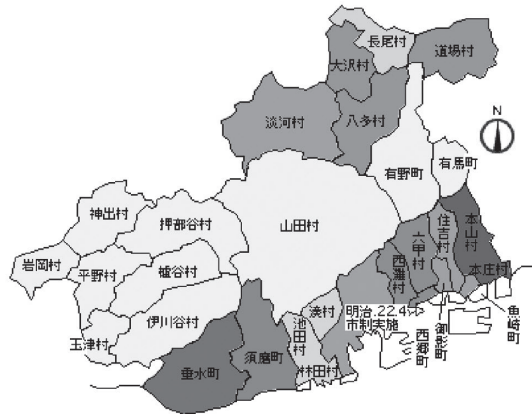 長尾村
道場村
大沢村
淡河村
八多村
N
有野町
有馬町
神出村
押部谷村
山田村
住吉村
本山村
六甲村
岩岡村
平野村
櫨谷村
西灘村
本庄村
伊川谷村
湊村
明治.22.4
市制実施
玉津村
池田村
林田村
垂水町
須磨町
西郷町
御影町
魚崎町